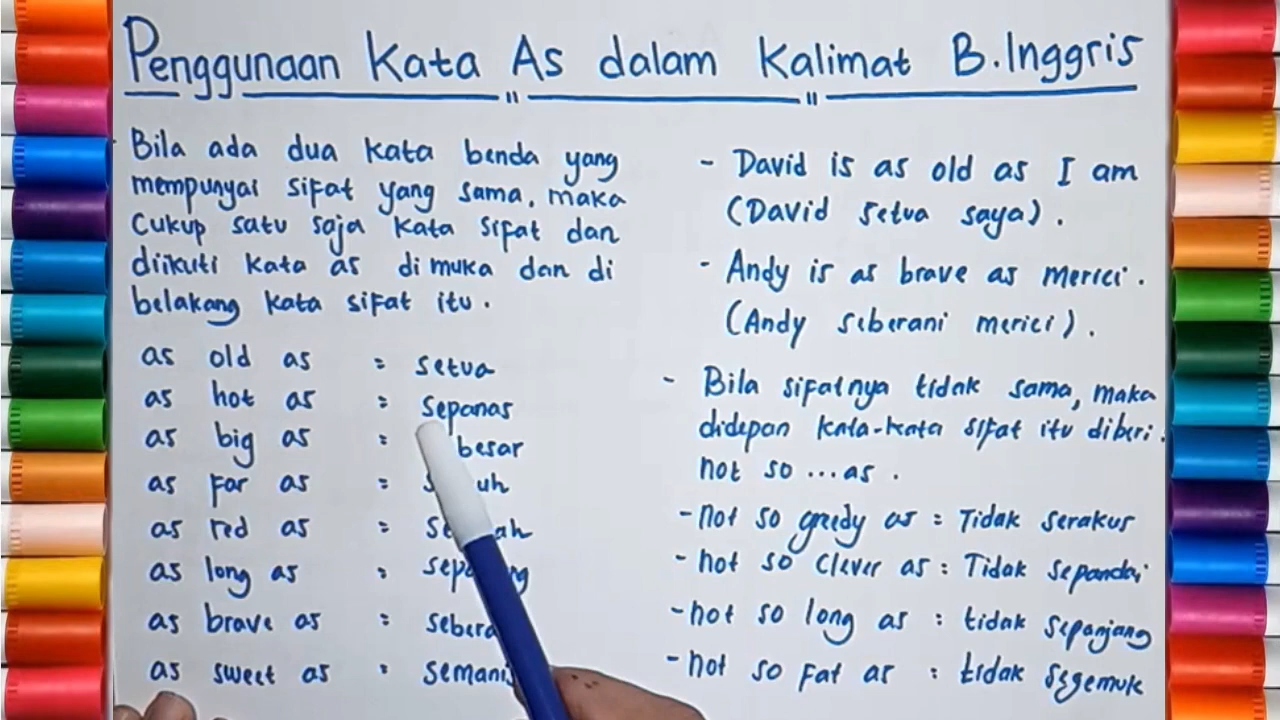 Penggunaan Kata As dalam Kalimat B.Inggris
Bila ada dua kata benda yang
mempunyai sifat yang sama, maka
cukup satu saja kata sifat dan
diikuti kata as di muka dan di
belakang kata sifat itu.
as old as = setua
as hot as = sepanas
as big as = besar
as far as =
as red as =
as long as =
as brave as =
as sweet as = semanis
- David is as old as I am
(David setua saya).
- Andy is as brave as merici.
(Andy seberani merici).
- Bila sifatnya tidak sama, maka
didepan kata-kata sifat itu diberi.
not so ... as.
- not so greedy as : Tidak serakus
- not so clever as : Tidak sepandai
- not so long as : tidak sepanjang
- not so fat as : tidak segemuk